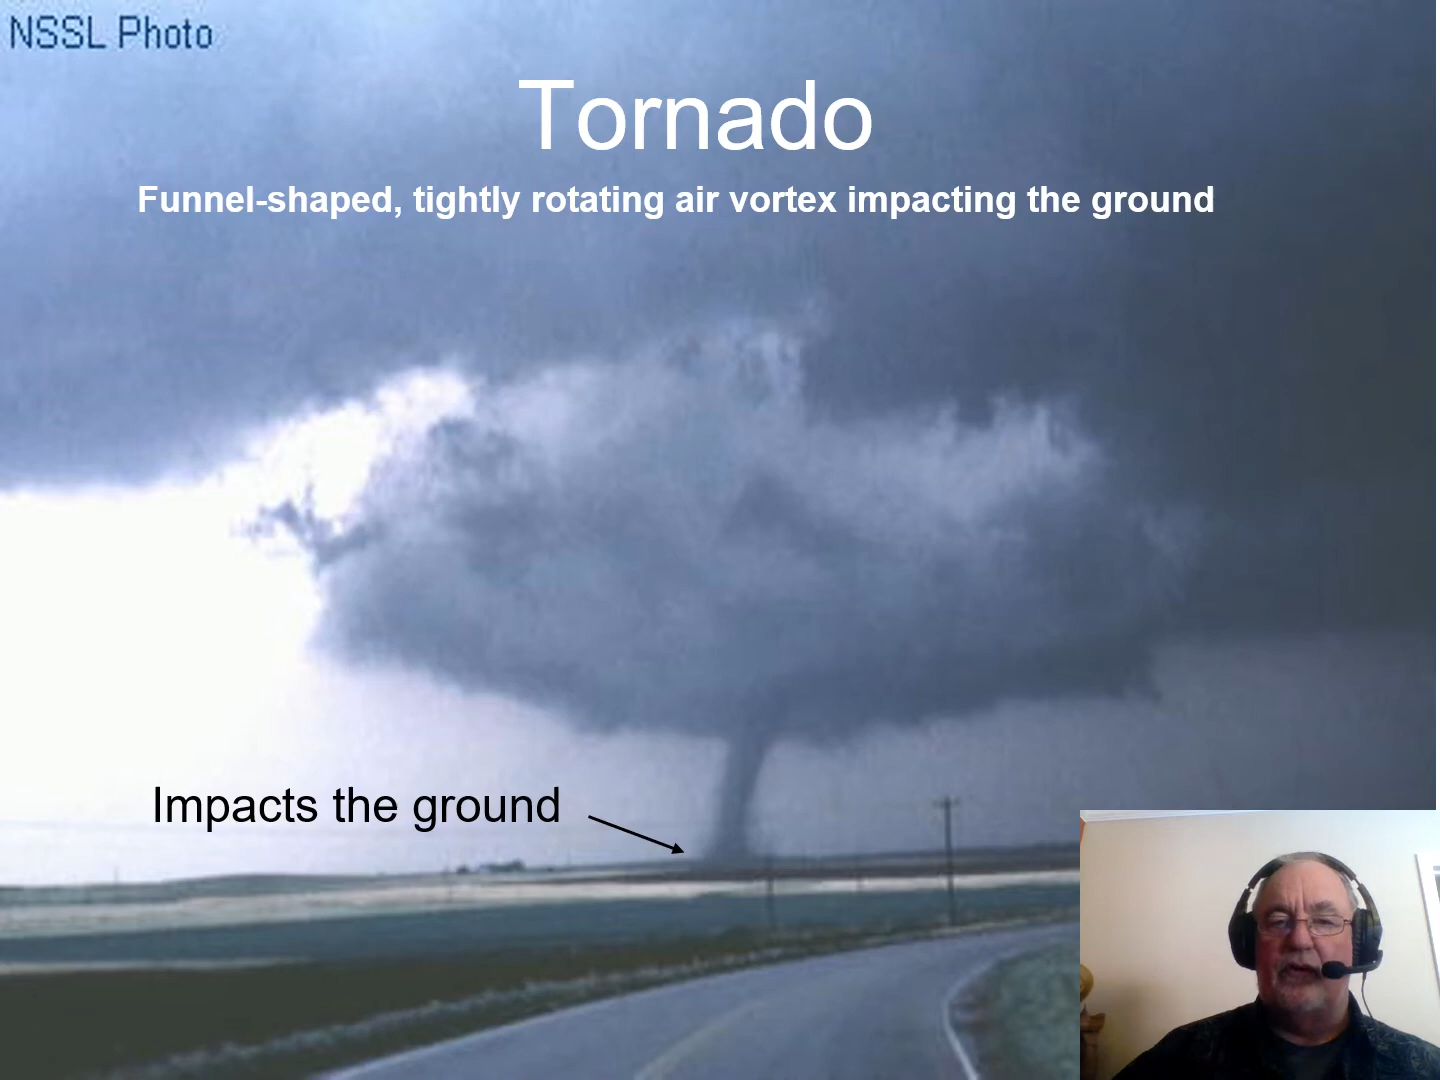 NSSL Photo
Tornado
Funnel-shaped, tightly rotating air vortex impacting the ground
Impacts the ground